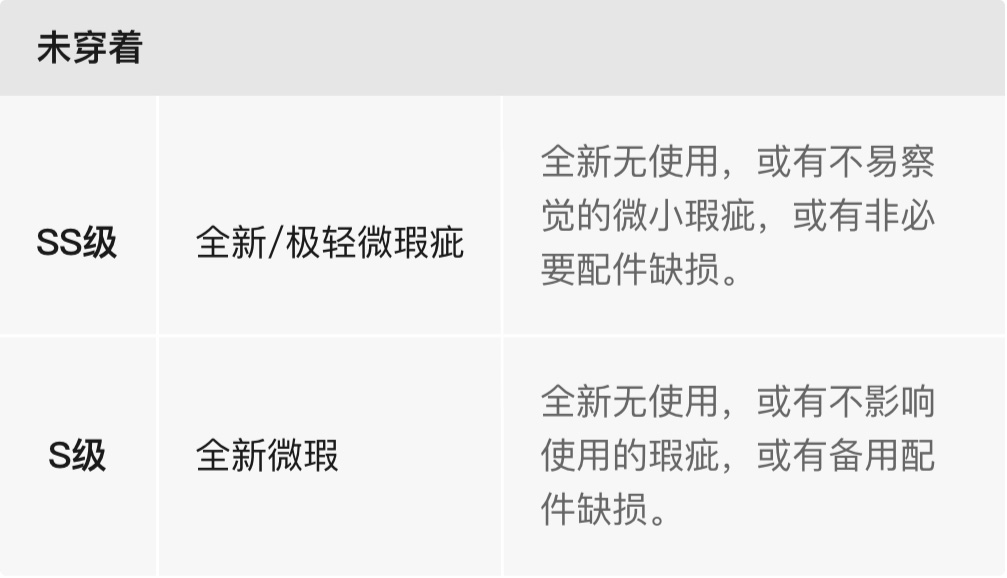 未穿着
SS级
全新/极轻微瑕疵
全新无使用，或有不易察
觉的微小瑕疵，或有非必
要配件缺损。
S级
全新微瑕
全新无使用，或有不影响
使用的瑕疵，或有备用配
件缺损。